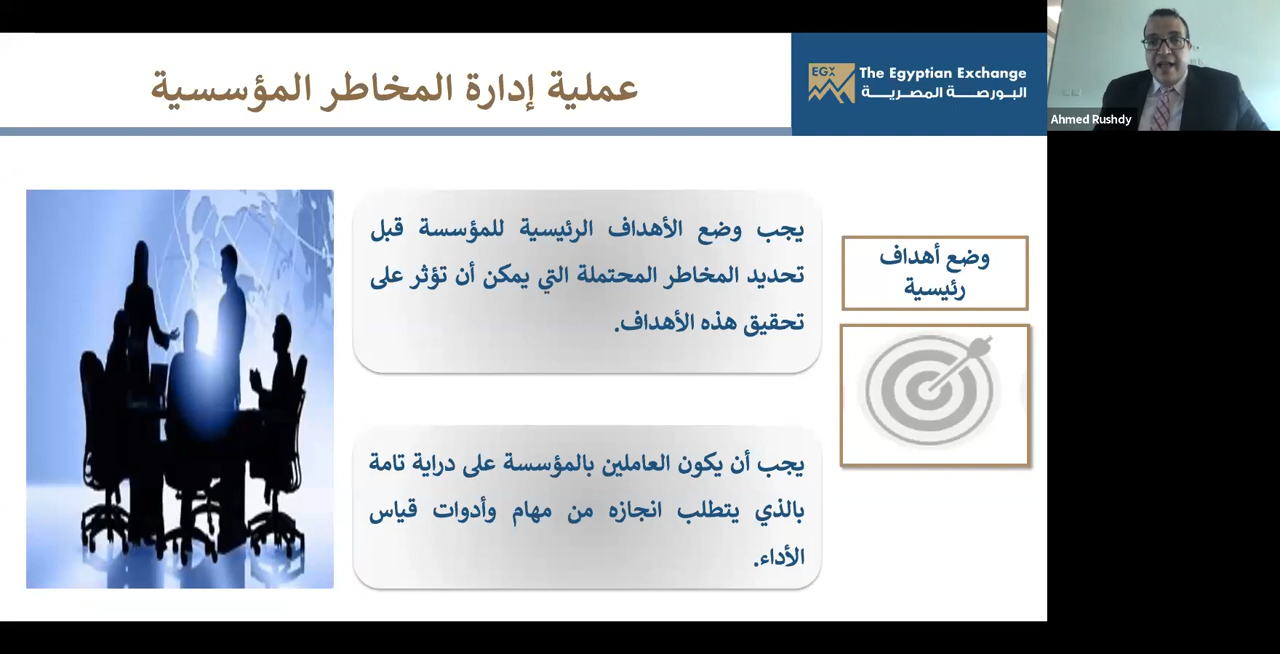 عملية إدارة المخاطر المؤسسية
EGX
The Egyptian Exchange
البورصة المصرية
Ahmed Rushdy
وضع أهداف
رئيسية
يجب وضع الأهداف الرئيسية للمؤسسة قبل
تحديد المخاطر المحتملة التي يمكن أن تؤثر على
تحقيق هذه الأهداف.
يجب أن يكون العاملين بالمؤسسة على دراية تامة
بالذي يتطلب انجازه من مهام وأدوات قياس
الأداء.